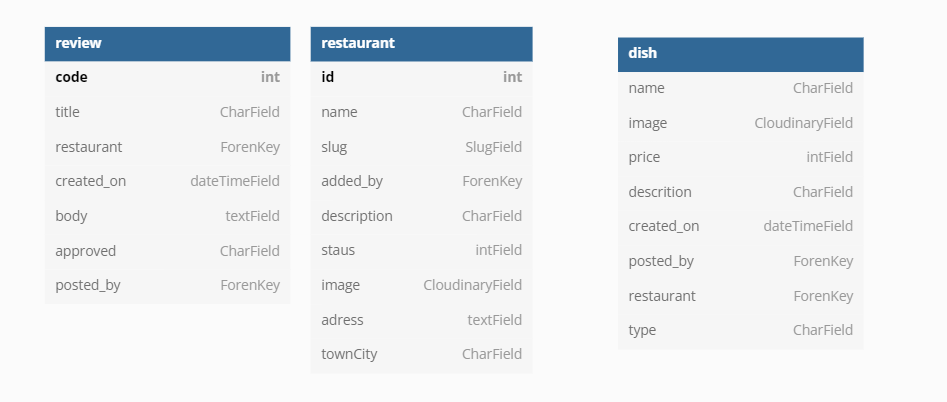 review
code int
title CharField
restaurant ForenKey
created_on dateTimeField
body textField
approved CharField
posted_by ForenKey
restaurant
id int
name CharField
slug SlugField
added_by ForenKey
description CharField
staus intField
image CloudinaryField
adress textField
townCity CharField
dish
name CharField
image CloudinaryField
price intField
descrition CharField
created_on dateTimeField
posted_by ForenKey
restaurant ForenKey
type CharField